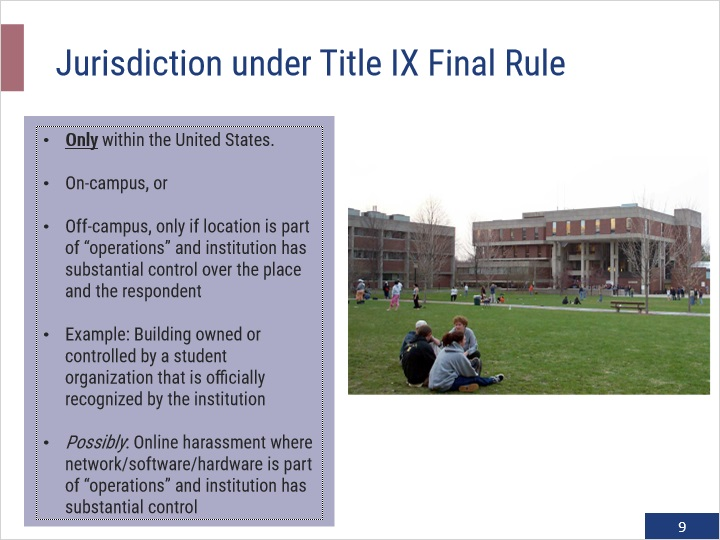 Jurisdiction under Title IX Final Rule
• Only within the United States.
• On-campus, or
• Off-campus, only if location is part
of “operations” and institution has
substantial control over the place
and the respondent
• Example: Building owned or
controlled by a student
organization that is officially
recognized by the institution
• Possibly: Online harassment where
network/software/hardware is part
of “operations” and institution has
substantial control
9